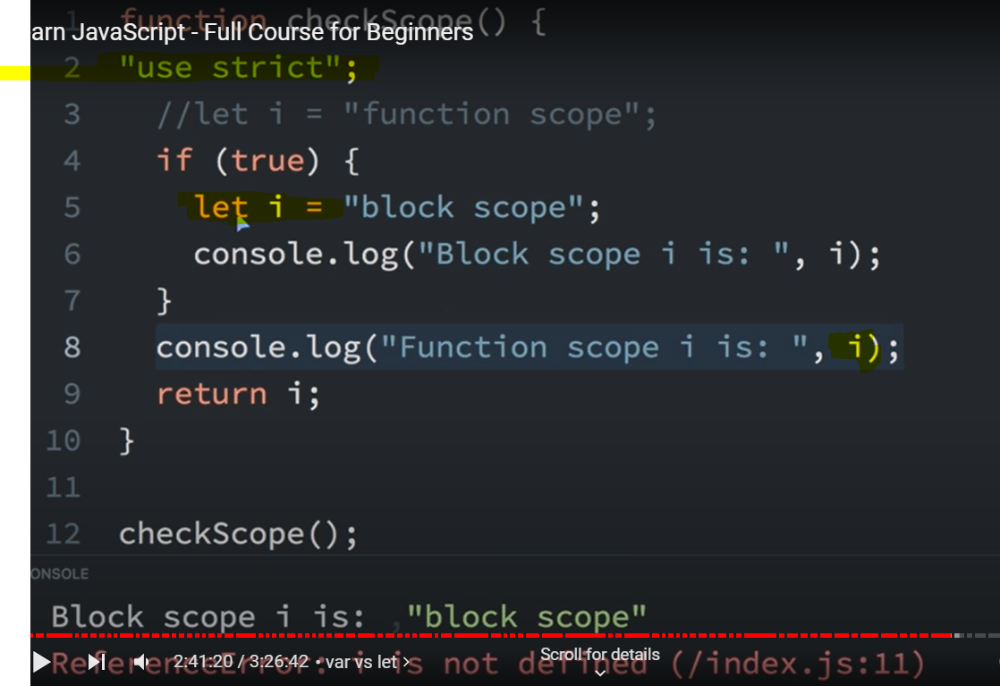 1 function checkScope() {
arn JavaScript - Full Course for Beginners
2 "use strict";
3 //let i = "function scope";
4 if (true) {
5 let i = "block scope";
6 console.log("Block scope i is: ", i);
7 }
8 console.log("Function scope i is: ", i);
9 return i;
10 }
11
12 checkScope();
ONSOLE
Block scope i is: ,"block scope"
Scroll for details
2:41:20 / 3:26:42 • var vs let >
ReferenceError: i is not defined (/index.js:11)